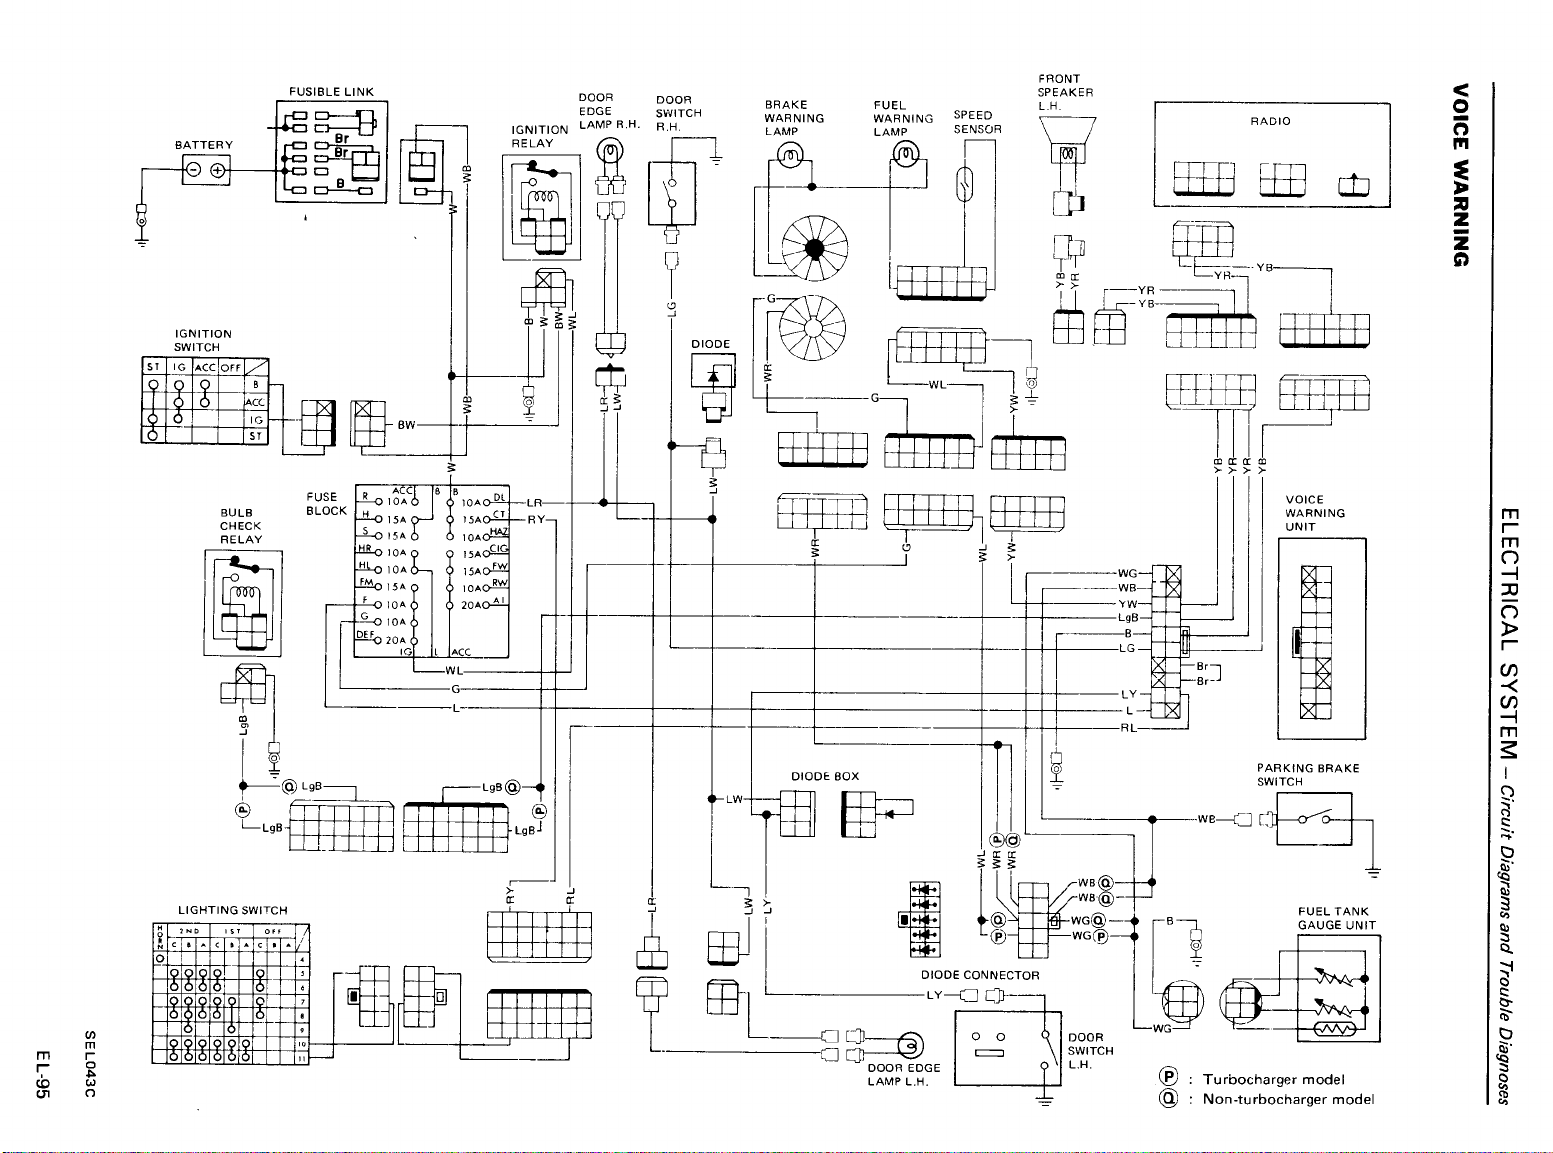 VOICE WARNING
ELECTRICAL SYSTEM – Circuit Diagrams and Trouble Diagnoses
FUSIBLE LINK
BATTERY
Br
Br
B
W
WB
IGNITION
RELAY
DOOR
EDGE
LAMP R.H.
DOOR
SWITCH
R.H.
BRAKE
WARNING
LAMP
FUEL
WARNING
LAMP
SPEED
SENSOR
FRONT
SPEAKER
L.H.
RADIO
YR
YB
YR
YB
YB
YR
B
W
BW
WL
LG
G
WR
WL
G
YW
IGNITION
SWITCH
ST IG ACC OFF
B
ACC
IG
ST
BW
WB
W
DIODE
LR
LW
LW
FUSE
BLOCK
ACC B B
R 10A 10A DL
H 15A 15A CT
S 15A 10A HAZ
HR 10A 15A CIG
HL 10A 15A FW
FM 15A 10A RW
F 10A 20A A I
G 10A
DEF 20A
IG L ACC
LR
RY
WL
G
L
BULB
CHECK
RELAY
LgB
WR
G
WL
YW
YB
YR
YR
YB
VOICE
WARNING
UNIT
WG
WB
YW
LgB
B
LG
Br
Br
LY
L
RL
Q LgB
P
LgB
LgB Q
P
LgB
DIODE BOX
LW
PARKING BRAKE
SWITCH
WB
P Q
WL
WR
WR
WB Q
WB Q
Q WG Q
P WG P
RY
RL
LR
LW
LY
LIGHTING SWITCH
HORN 2ND 1ST OFF
C B A C B A C B A
4
5
6
7
8
9
10
11
DIODE CONNECTOR
LY
B
WG
FUEL TANK
GAUGE UNIT
DOOR EDGE
LAMP L.H.
DOOR
SWITCH
L.H.
P : Turbocharger model
Q : Non-turbocharger model
SEL043C
EL-95